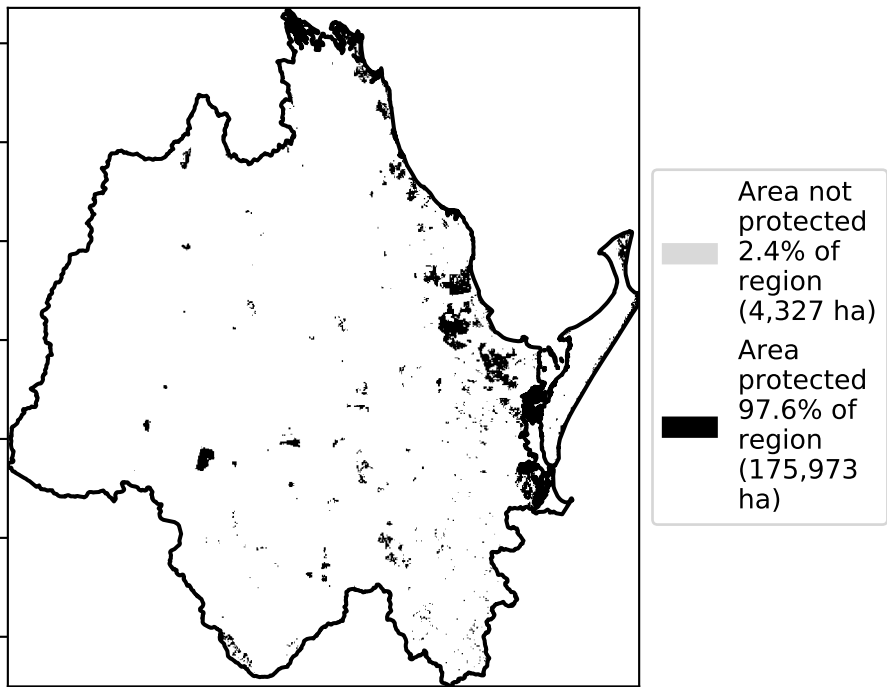 Area not
protected
2.4% of
region
(4,327 ha)
Area
protected
97.6% of
region
(175,973
ha)